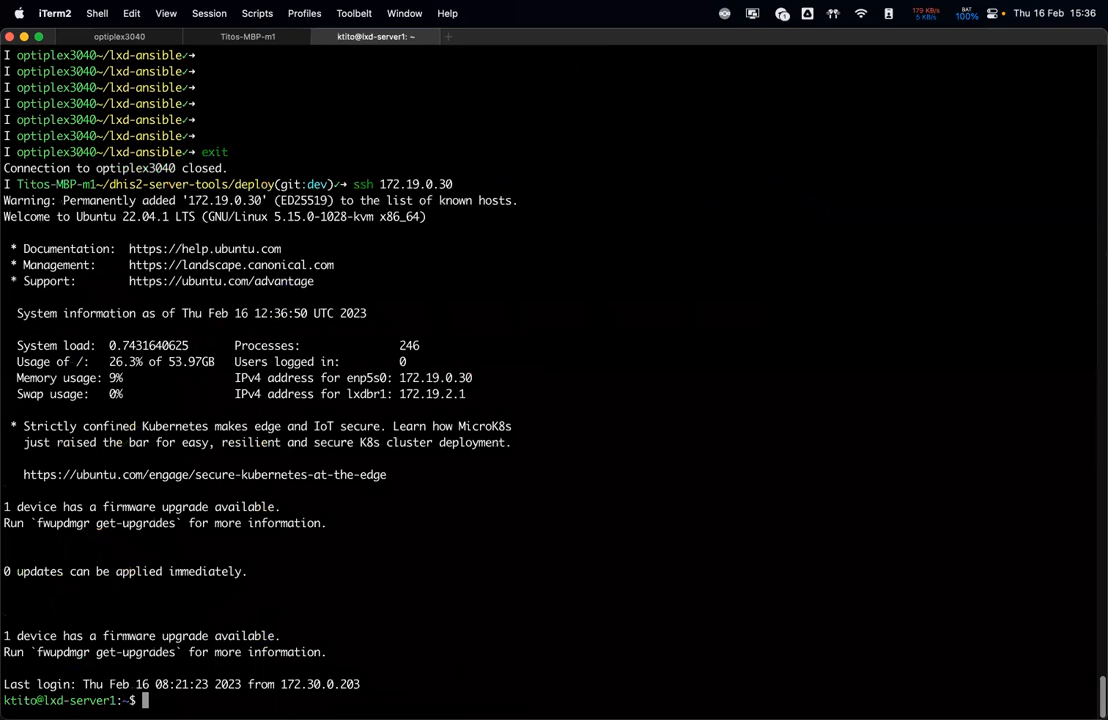 iTerm2 Shell Edit View Session Scripts Profiles Toolbelt Window Help 179 KB/s 5 KB/s BAT 100% Thu 16 Feb 15:36
optiplex3040 Titos-MBP-m1 ktito@lxd-server1: ~ +
I optiplex3040~/lxd-ansible✓→
I optiplex3040~/lxd-ansible✓→
I optiplex3040~/lxd-ansible✓→
I optiplex3040~/lxd-ansible✓→
I optiplex3040~/lxd-ansible✓→
I optiplex3040~/lxd-ansible✓→
I optiplex3040~/lxd-ansible✓→ exit
Connection to optiplex3040 closed.
I Titos-MBP-m1~/dhis2-server-tools/deploy(git:dev)✓→ ssh 172.19.0.30
Warning: Permanently added '172.19.0.30' (ED25519) to the list of known hosts.
Welcome to Ubuntu 22.04.1 LTS (GNU/Linux 5.15.0-1028-kvm x86_64)
* Documentation: https://help.ubuntu.com
* Management: https://landscape.canonical.com
* Support: https://ubuntu.com/advantage
System information as of Thu Feb 16 12:36:50 UTC 2023
System load: 0.7431640625 Processes: 246
Usage of /: 26.3% of 53.97GB Users logged in: 0
Memory usage: 9% IPv4 address for enp5s0: 172.19.0.30
Swap usage: 0% IPv4 address for lxdbr1: 172.19.2.1
* Strictly confined Kubernetes makes edge and IoT secure. Learn how MicroK8s
just raised the bar for easy, resilient and secure K8s cluster deployment.
https://ubuntu.com/engage/secure-kubernetes-at-the-edge
1 device has a firmware upgrade available.
Run `fwupdmgr get-upgrades` for more information.
0 updates can be applied immediately.
1 device has a firmware upgrade available.
Run `fwupdmgr get-upgrades` for more information.
Last login: Thu Feb 16 08:21:23 2023 from 172.30.0.203
ktito@lxd-server1:~$